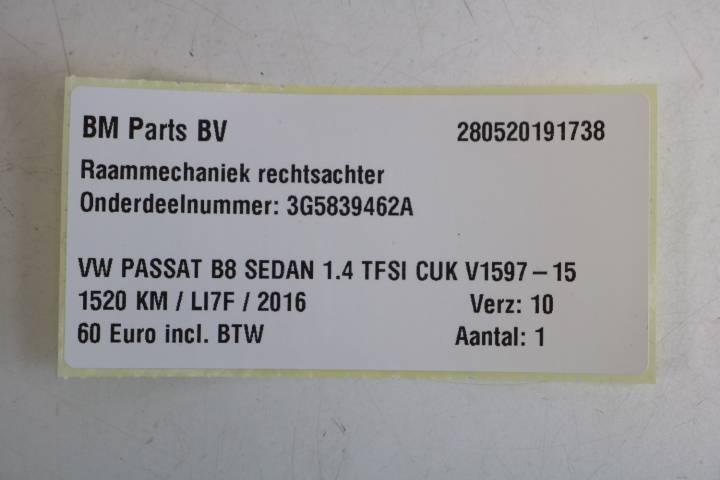 BM Parts BV 280520191738
Raammechaniek rechtsachter
Onderdeelnummer: 3G5839462A
VW PASSAT B8 SEDAN 1.4 TFSI CUK V1597 – 15
1520 KM / LI7F / 2016 Verz: 10
60 Euro incl. BTW Aantal: 1